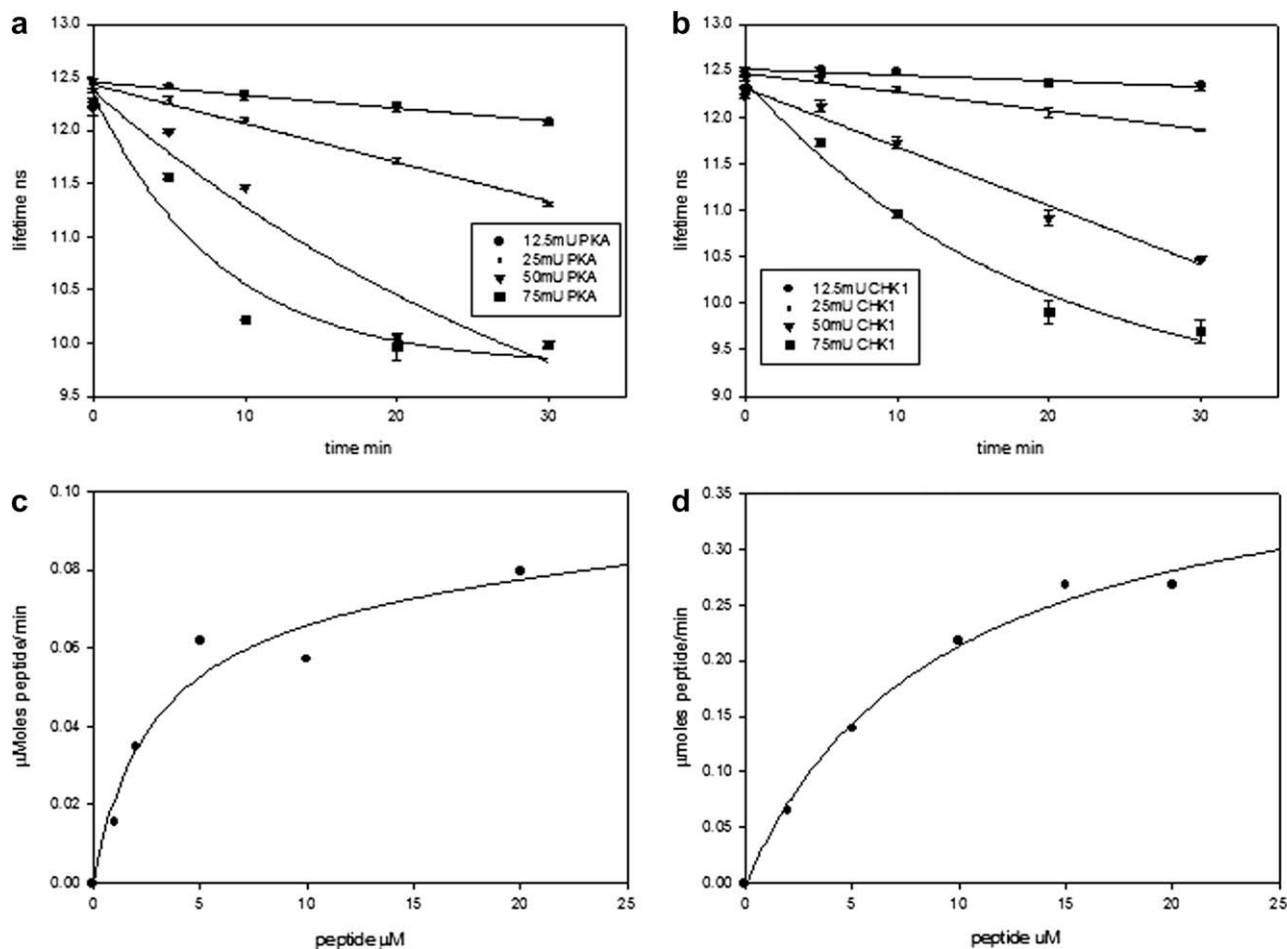 a
13.0
12.5
12.0
11.5
11.0
10.5
10.0
9.5
lifetime ns
0
10
20
30
time min
12.5mU PKA
25mU PKA
50mU PKA
75mU PKA
b
13.0
12.5
12.0
11.5
11.0
10.5
10.0
9.5
9.0
lifetime ns
0
10
20
30
time min
12.5mU CHK1
25mU CHK1
50mU CHK1
75mU CHK1
c
0.10
0.08
0.06
0.04
0.02
0.00
µMoles peptide/min
0
5
10
15
20
25
peptide µM
d
0.35
0.30
0.25
0.20
0.15
0.10
0.05
0.00
µmoles peptide/min
0
5
10
15
20
25
peptide uM